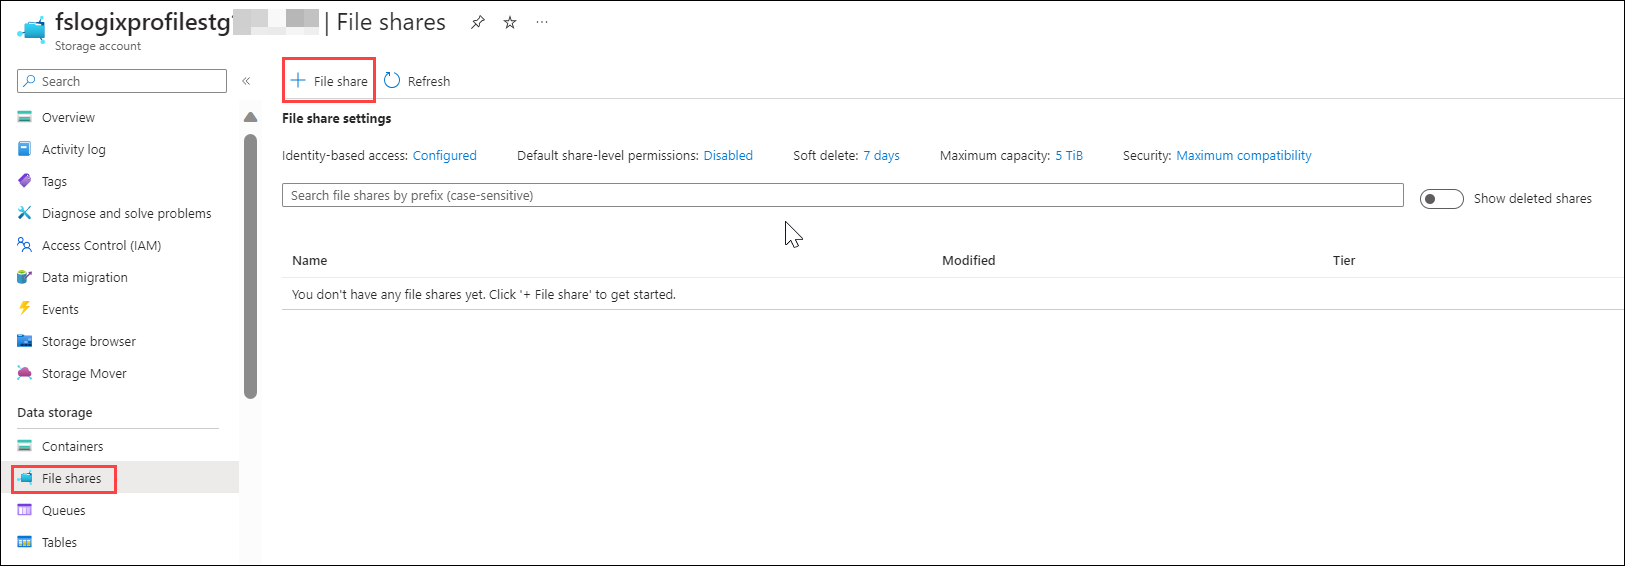 fslogixprofilestg | File shares
Storage account
Search
File share Refresh
File share settings
Identity-based access: Configured Default share-level permissions: Disabled Soft delete: 7 days Maximum capacity: 5 TiB Security: Maximum compatibility
Search file shares by prefix (case-sensitive) Show deleted shares
Name Modified Tier
You don't have any file shares yet. Click '+ File share' to get started.
Overview
Activity log
Tags
Diagnose and solve problems
Access Control (IAM)
Data migration
Events
Storage browser
Storage Mover
Data storage
Containers
File shares
Queues
Tables